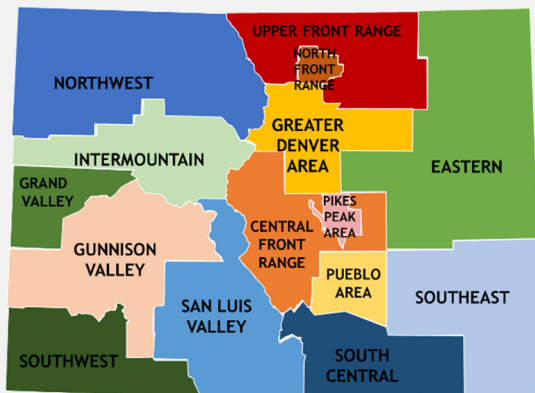 UPPER FRONT RANGE
NORTH
FRONT
RANGE
NORTHWEST
GREATER
DENVER
AREA
INTERMOUNTAIN
EASTERN
GRAND
VALLEY
PIKES
PEAK
AREA
CENTRAL
FRONT
RANGE
GUNNISON
VALLEY
PUEBLO
AREA
SOUTHEAST
SAN LUIS
VALLEY
SOUTHWEST
SOUTH
CENTRAL